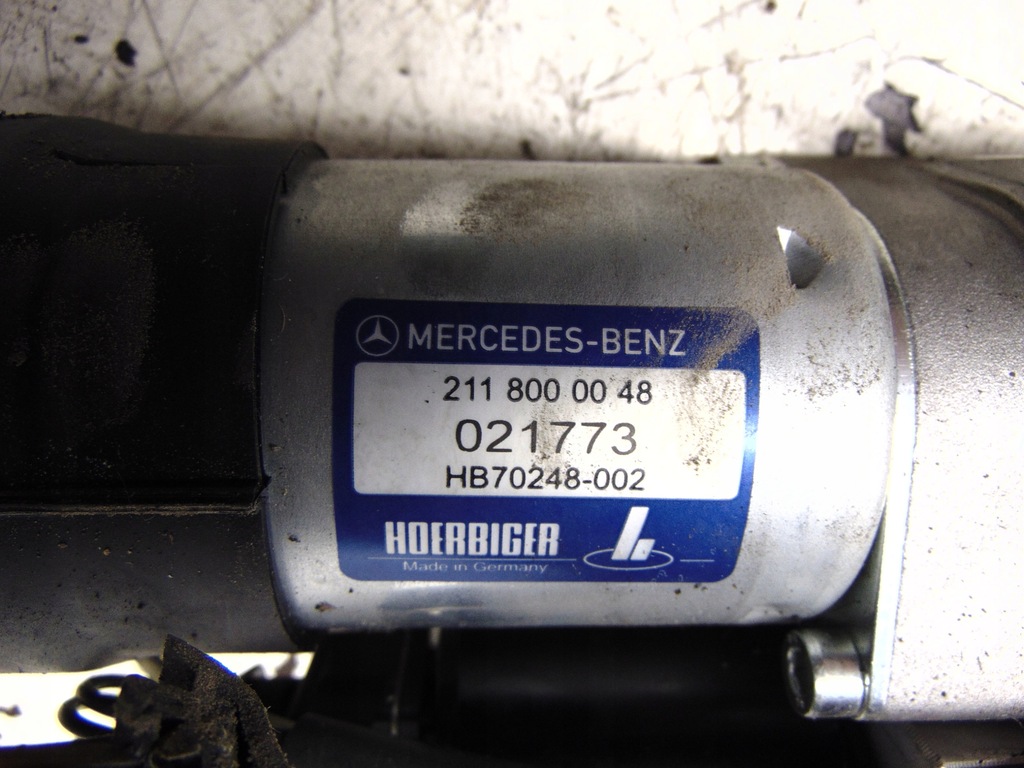 MERCEDES-BENZ
211 800 00 48
021773
HB70248-002
HOERBIGER
Made in Germany